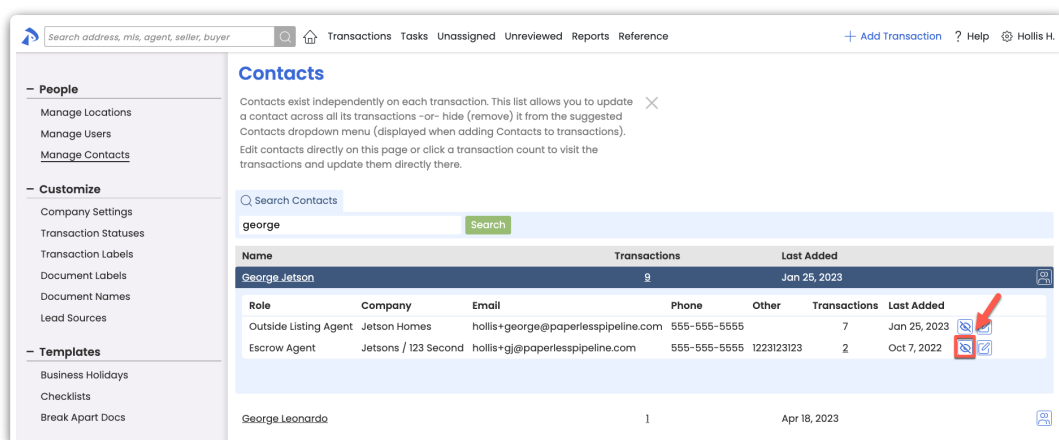 Search address, mls, agent, seller, buyer
Transactions Tasks Unassigned Unreviewed Reports Reference
+ Add Transaction ? Help Hollis H.
− People
Manage Locations
Manage Users
Manage Contacts
− Customize
Company Settings
Transaction Statuses
Transaction Labels
Document Labels
Document Names
Lead Sources
− Templates
Business Holidays
Checklists
Break Apart Docs
Contacts
Contacts exist independently on each transaction. This list allows you to update
a contact across all its transactions -or- hide (remove) it from the suggested
Contacts dropdown menu (displayed when adding Contacts to transactions).
Edit contacts directly on this page or click a transaction count to visit the
transactions and update them directly there.
Search Contacts
george Search
Name Transactions Last Added
George Jetson 9 Jan 25, 2023
Role Company Email Phone Other Transactions Last Added
Outside Listing Agent Jetson Homes hollis+george@paperlesspipeline.com 555-555-5555 7 Jan 25, 2023
Escrow Agent Jetsons / 123 Second hollis+gj@paperlesspipeline.com 555-555-5555 1223123123 2 Oct 7, 2022
George Leonardo 1 Apr 18, 2023